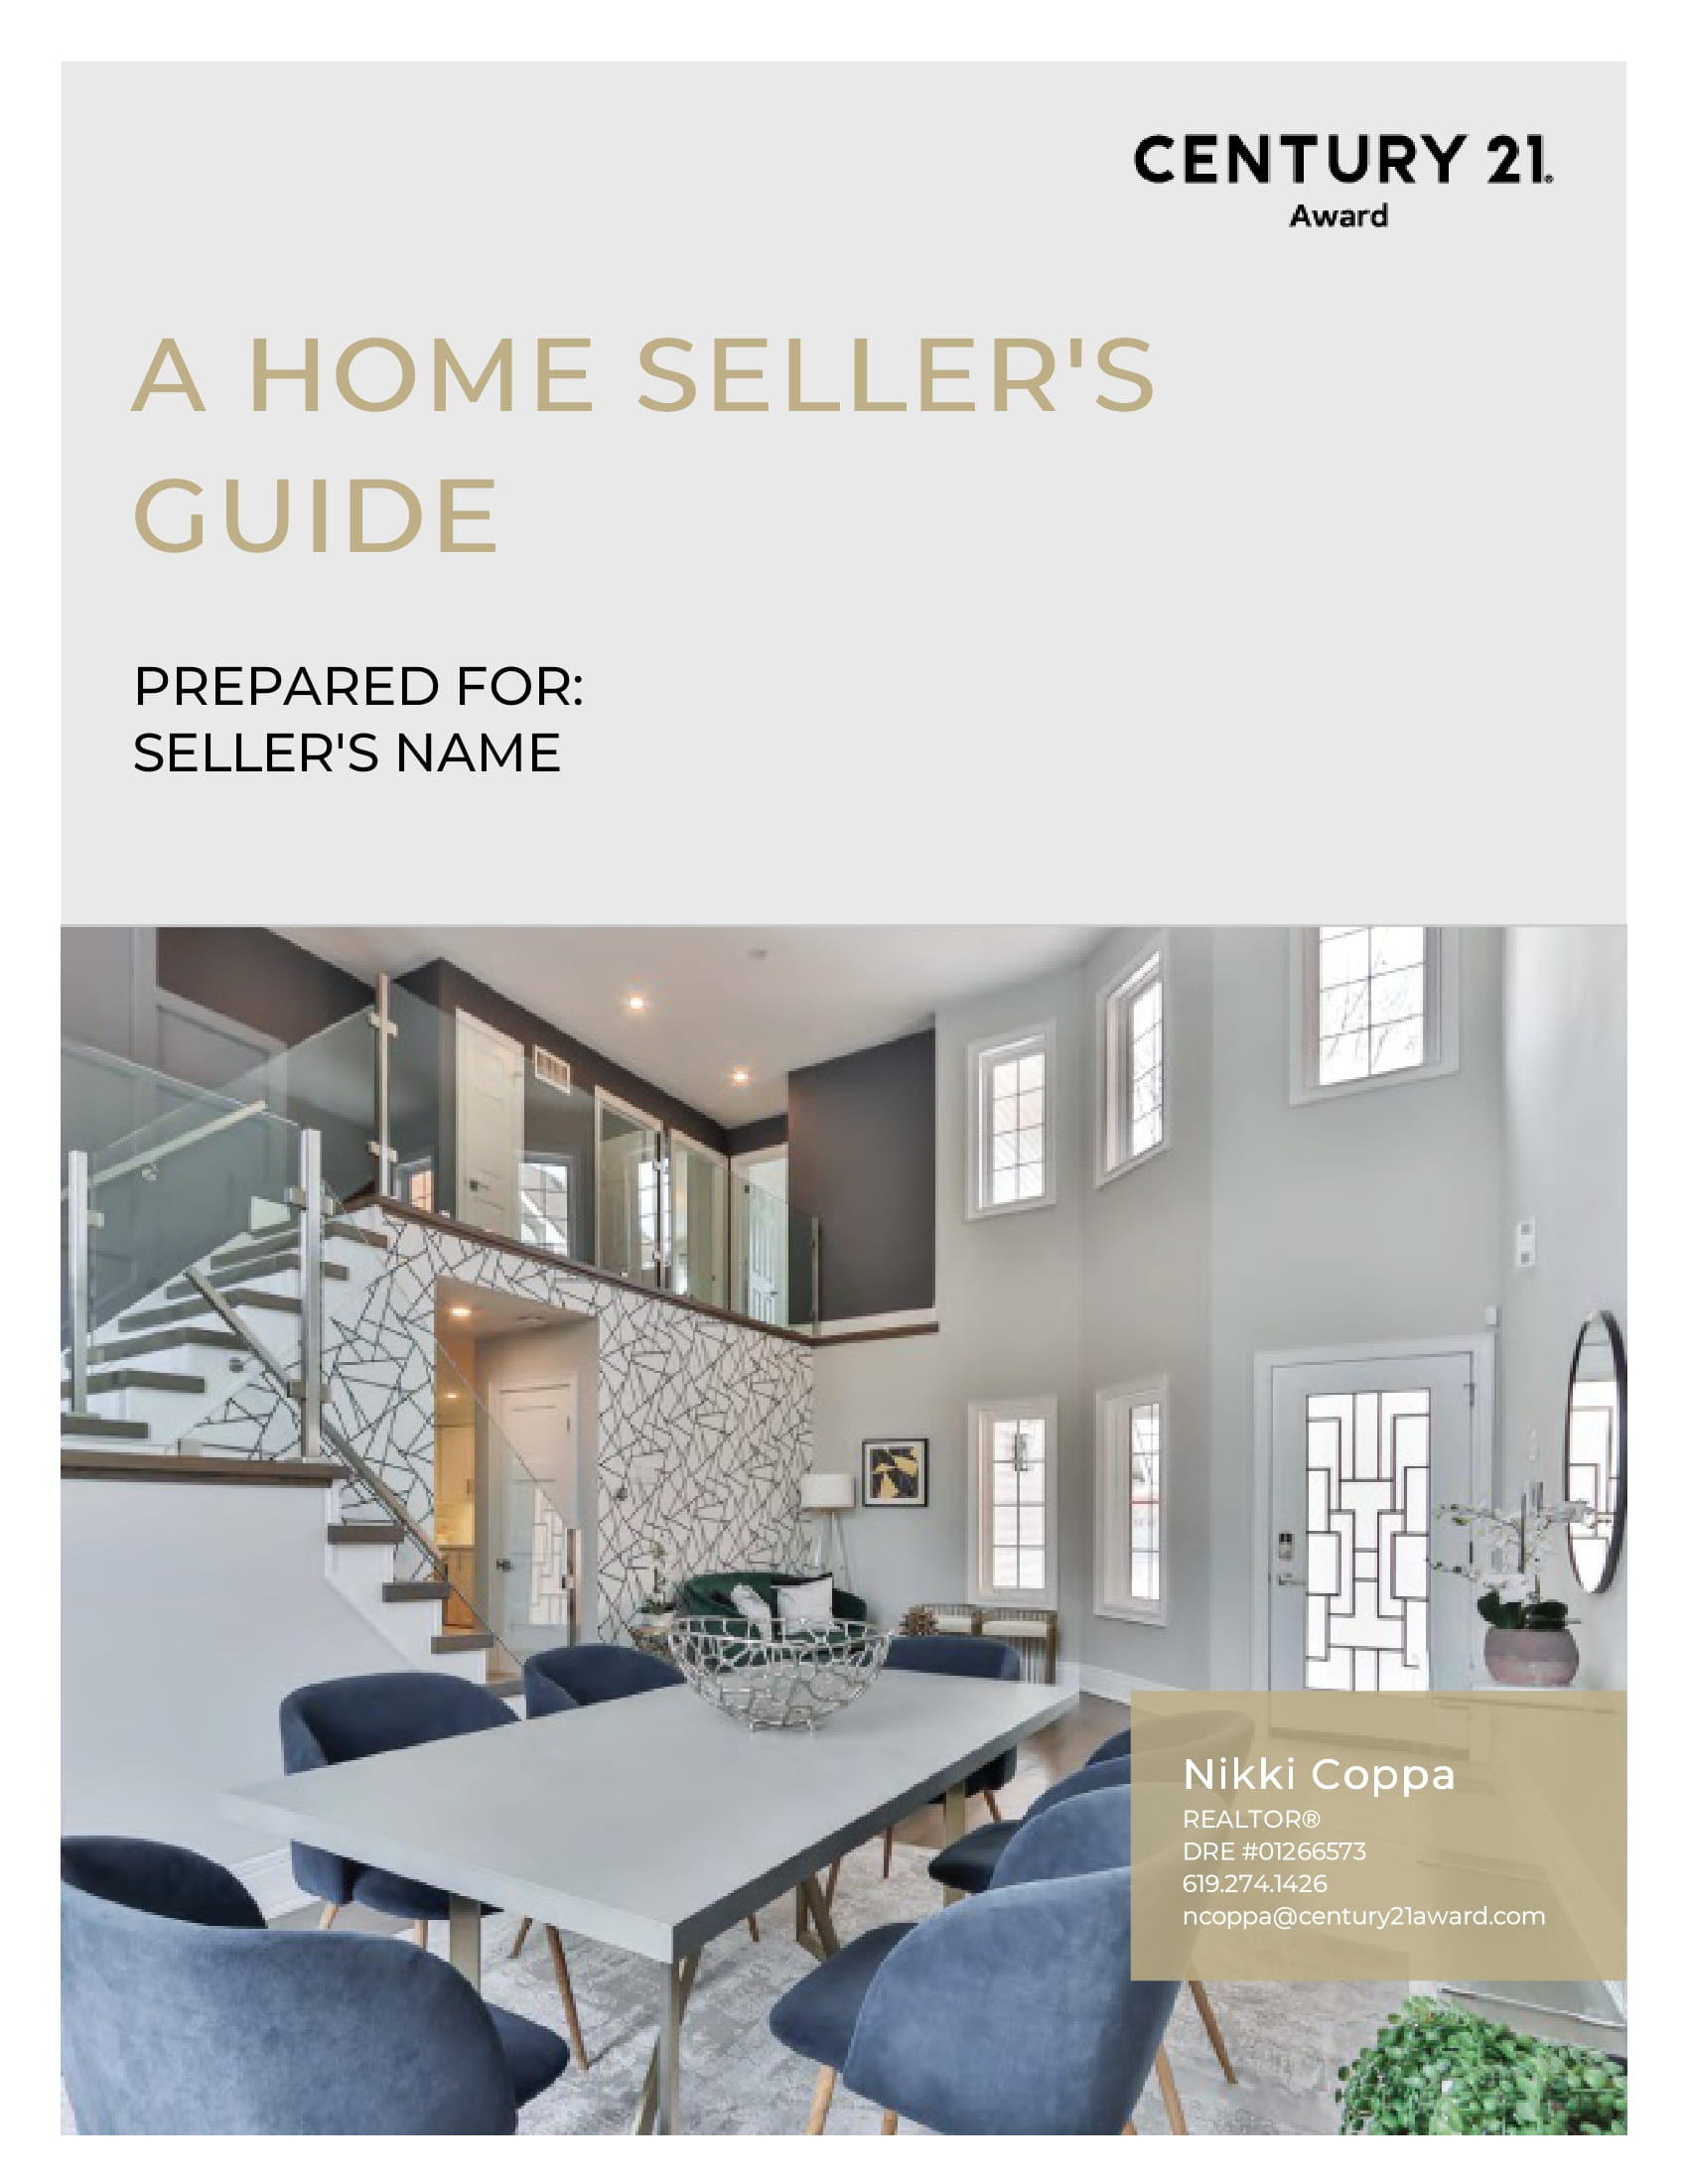 CENTURY 21®
Award
A HOME SELLER'S
GUIDE
PREPARED FOR:
SELLER'S NAME
Nikki Coppa
REALTOR®
DRE #01266573
619.274.1426
ncoppa@century21award.com